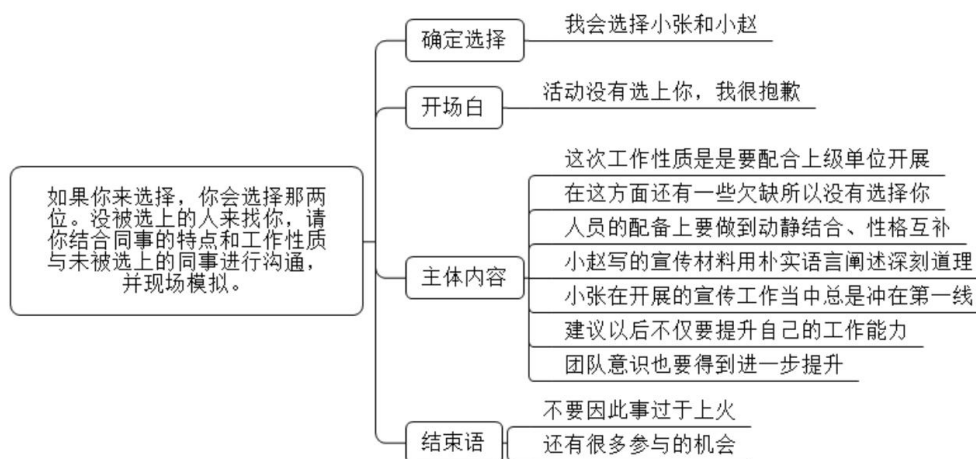 如果你来选择，你会选择那两
位。没被选上的人来找你，请
你结合同事的特点和工作性质
与未被选上的同事进行沟通，
并现场模拟。
确定选择
我会选择小张和小赵
开场白
活动没有选上你，我很抱歉
主体内容
这次工作性质是是要配合上级单位开展
在这方面还有一些欠缺所以没有选择你
人员的配备上要做到动静结合、性格互补
小赵写的宣传材料用朴实语言阐述深刻道理
小张在开展的宣传工作当中总是冲在第一线
建议以后不仅要提升自己的工作能力
团队意识也要得到进一步提升
结束语
不要因此事过于上火
还有很多参与的机会